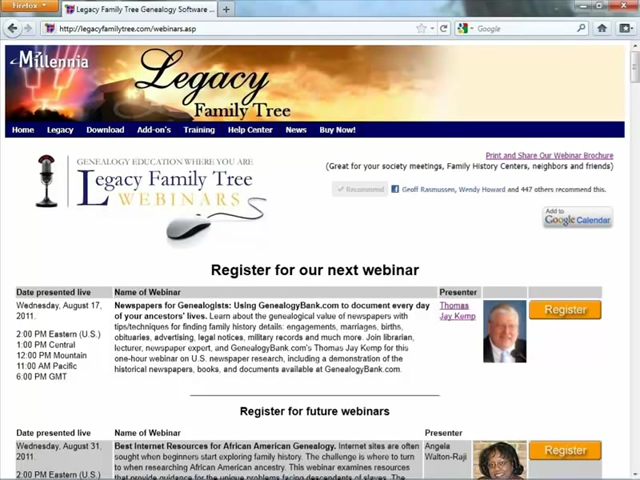 Firefox
Legacy Family Tree Genealogy Software ...
http://legacyfamilytree.com/webinars.asp
Google
Millennia
Legacy
Family Tree
Home Legacy Download Add-on's Training Help Center News Buy Now!
Print and Share Our Webinar Brochure
(Great for your society meetings, Family History Centers, neighbors and friends)
GENEALOGY EDUCATION WHERE YOU ARE
Legacy Family Tree
WEBINARS
Recommend Geoff Rasmussen, Wendy Howard and 447 others recommend this.
Add to
Google Calendar
Register for our next webinar
Date presented live Name of Webinar Presenter
Wednesday, August 17, Newspapers for Genealogists: Using GenealogyBank.com to document every day Thomas Register
2011. of your ancestors' lives. Learn about the genealogical value of newspapers with Jay Kemp
tips/techniques for finding family history details: engagements, marriages, births,
2:00 PM Eastern (U.S.) obituaries, advertising, legal notices, military records and much more. Join librarian,
1:00 PM Central lecturer, newspaper expert, and GenealogyBank.com's Thomas Jay Kemp for this
12:00 PM Mountain one-hour webinar on U.S. newspaper research, including a demonstration of the
11:00 AM Pacific historical newspapers, books, and documents available at GenealogyBank.com.
6:00 PM GMT
Register for future webinars
Date presented live Name of Webinar Presenter
Wednesday, August 31, Best Internet Resources for African American Genealogy. Internet sites are often Angela Register
2011. sought when beginners start exploring family history. The challenge is where to turn Walton-Raji
to when researching African American ancestry. This webinar examines resources
2:00 PM Eastern (U.S.) that provide guidance for the unique problems facing descendants of slaves. The